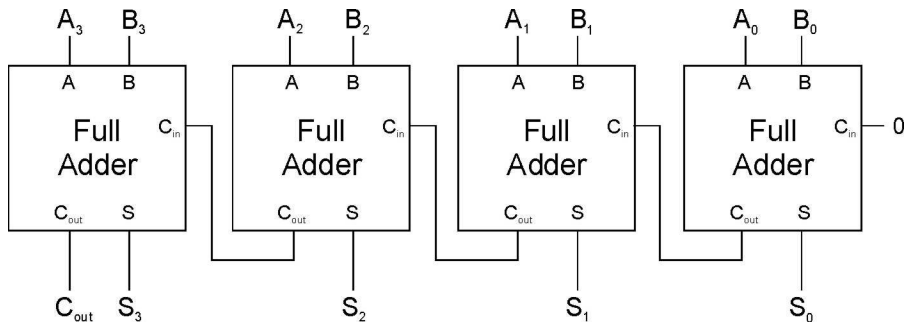 A₃ B₃ A₂ B₂ A₁ B₁ A₀ B₀
A B A B A B A B
Full Adder Cᵢₙ Full Adder Cᵢₙ Full Adder Cᵢₙ Full Adder Cᵢₙ 0
Cₒᵤₜ S Cₒᵤₜ S Cₒᵤₜ S Cₒᵤₜ S
Cₒᵤₜ S₃ S₂ S₁ S₀